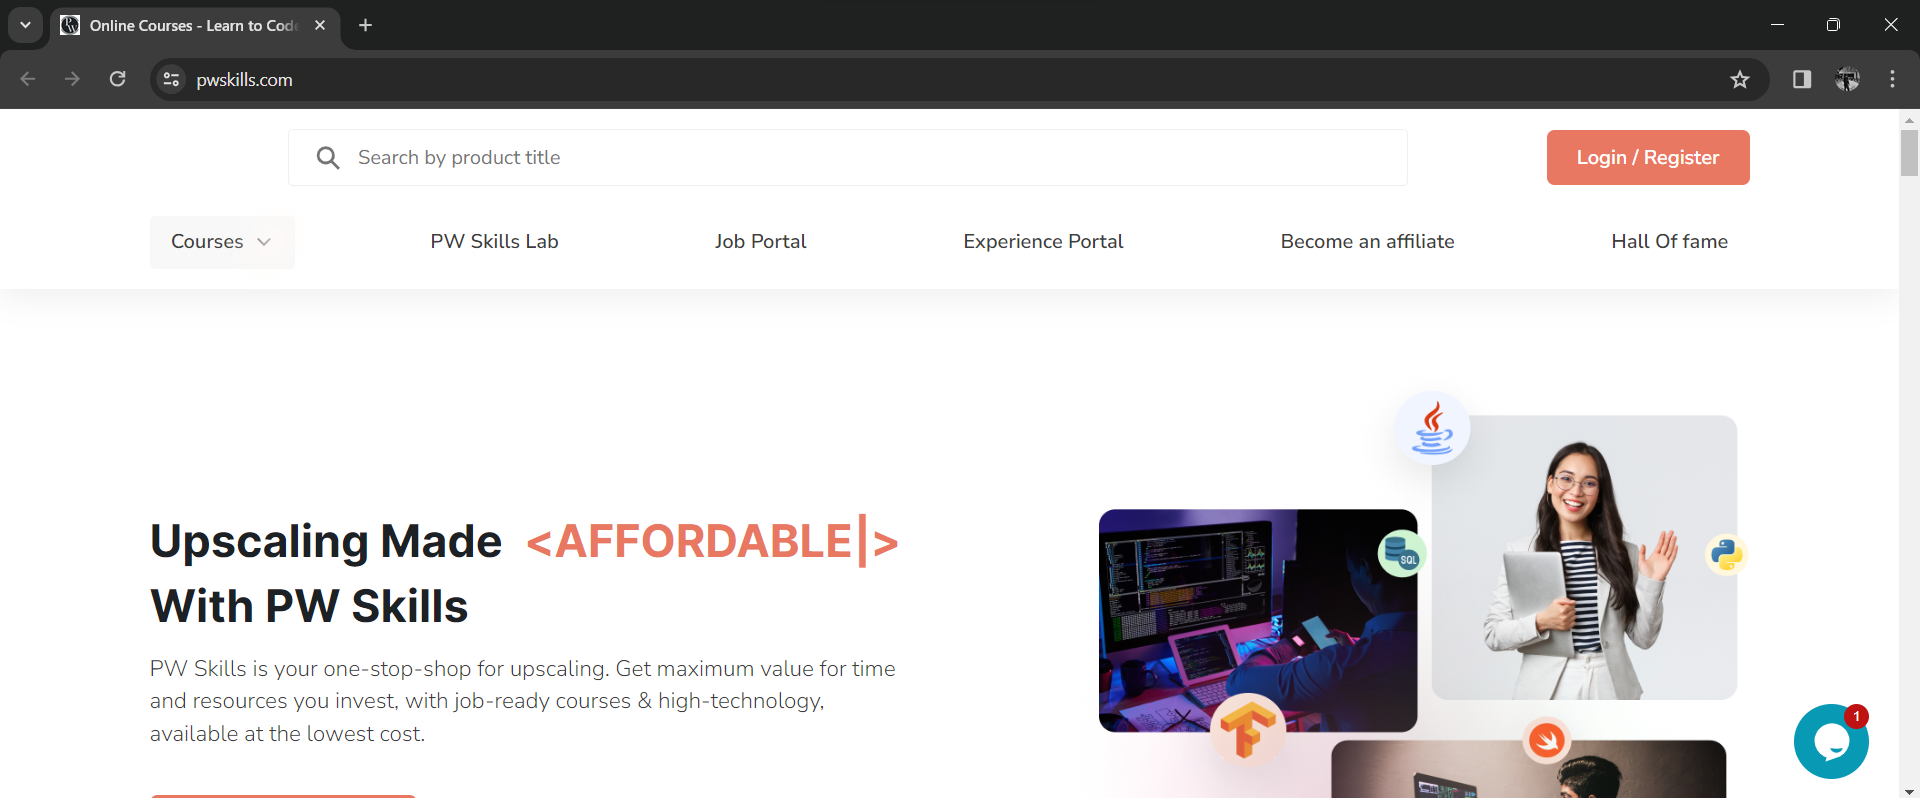 Online Courses - Learn to Code
pwskills.com
Search by product title
Login / Register
Courses
PW Skills Lab
Job Portal
Experience Portal
Become an affiliate
Hall Of fame
Upscaling Made <AFFORDABLE|>
With PW Skills
PW Skills is your one-stop-shop for upscaling. Get maximum value for time
and resources you invest, with job-ready courses & high-technology,
available at the lowest cost.
SQL
1